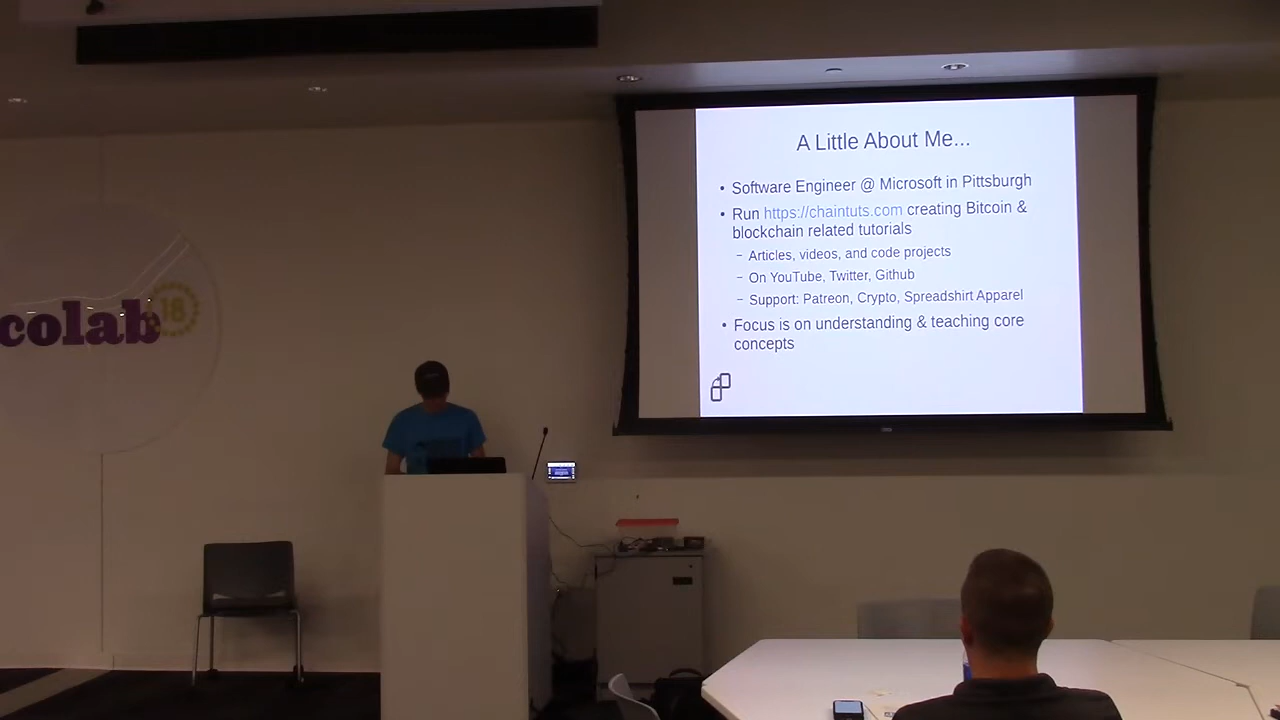 A Little About Me...
• Software Engineer @ Microsoft in Pittsburgh
• Run https://chaintuts.com creating Bitcoin &
blockchain related tutorials
– Articles, videos, and code projects
– On YouTube, Twitter, Github
– Support: Patreon, Crypto, Spreadshirt Apparel
• Focus is on understanding & teaching core
concepts
colab
18